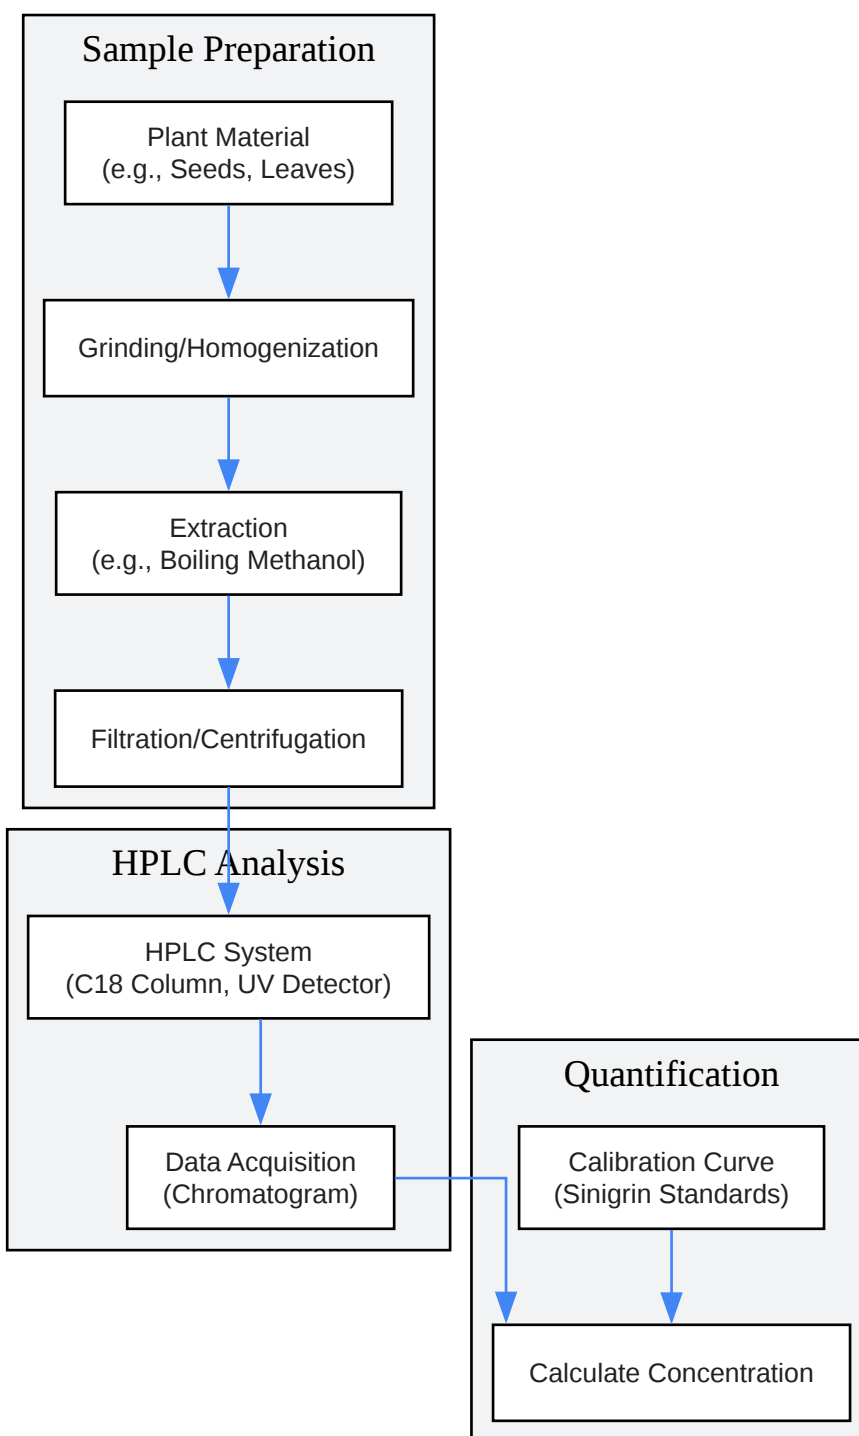 Sample Preparation
Plant Material
(e.g., Seeds, Leaves)
Grinding/Homogenization
Extraction
(e.g., Boiling Methanol)
Filtration/Centrifugation
HPLC Analysis
HPLC System
(C18 Column, UV Detector)
Data Acquisition
(Chromatogram)
Quantification
Calibration Curve
(Sinigrin Standards)
Calculate Concentration